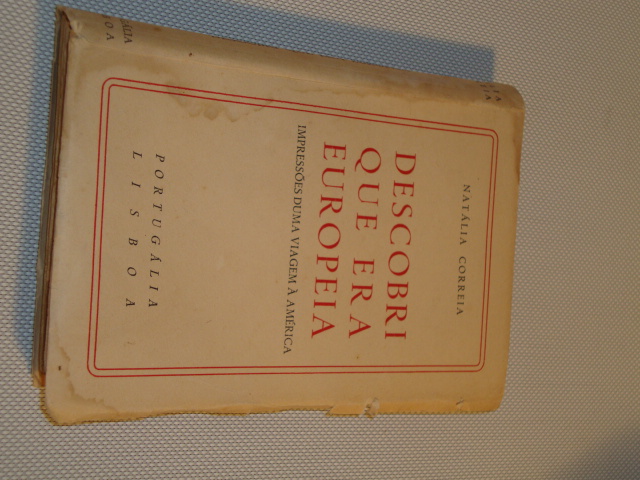 NATÁLIA CORREIA
DESCOBRI
QUE ERA
EUROPEIA
IMPRESSÕES DUMA VIAGEM À AMÉRICA
PORTUGÁLIA
LISBOA